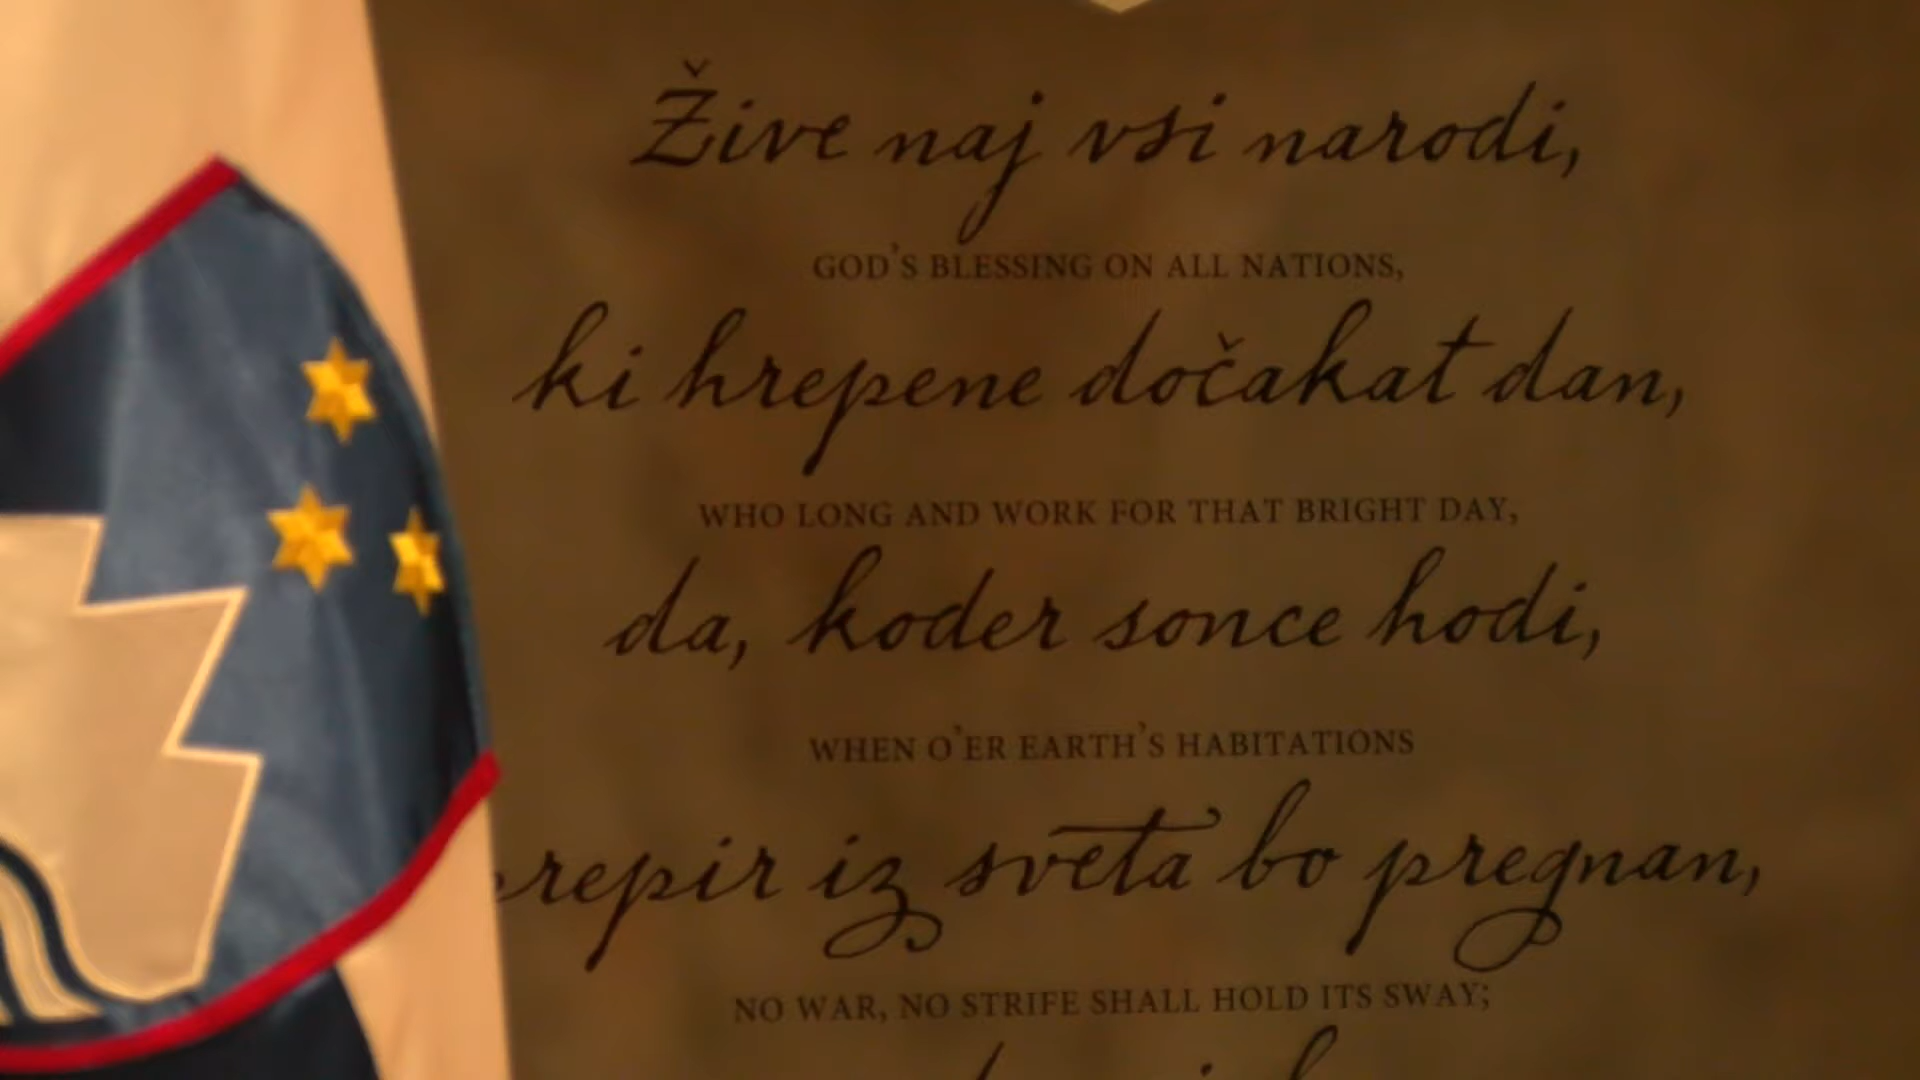 Žive naj vsi narodi,
GOD'S BLESSING ON ALL NATIONS,
ki hrepene dočakat dan,
WHO LONG AND WORK FOR THAT BRIGHT DAY,
da, koder sonce hodi,
WHEN O'ER EARTH'S HABITATIONS
prepir iz sveta bo pregnan,
NO WAR, NO STRIFE SHALL HOLD ITS SWAY;